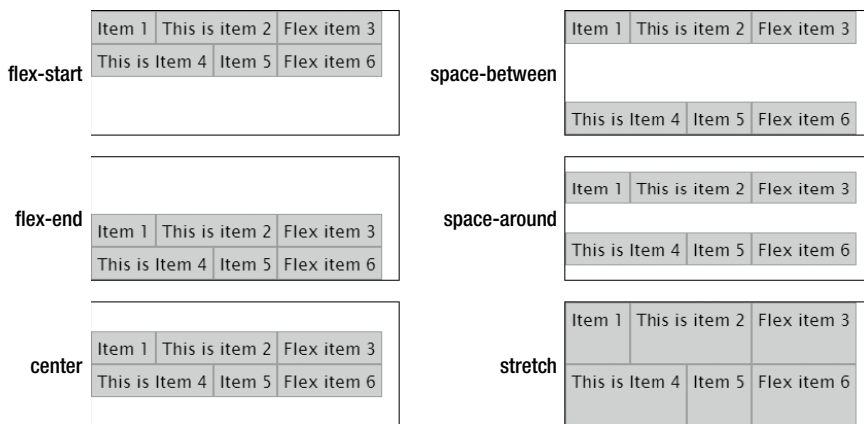 Item 1 This is item 2 Flex item 3
flex-start
This is Item 4 Item 5 Flex item 6
Item 1 This is item 2 Flex item 3
space-between
This is Item 4 Item 5 Flex item 6
flex-end
Item 1 This is item 2 Flex item 3
This is Item 4 Item 5 Flex item 6
Item 1 This is item 2 Flex item 3
space-around
This is Item 4 Item 5 Flex item 6
center
Item 1 This is item 2 Flex item 3
This is Item 4 Item 5 Flex item 6
Item 1 This is item 2 Flex item 3
stretch
This is Item 4 Item 5 Flex item 6